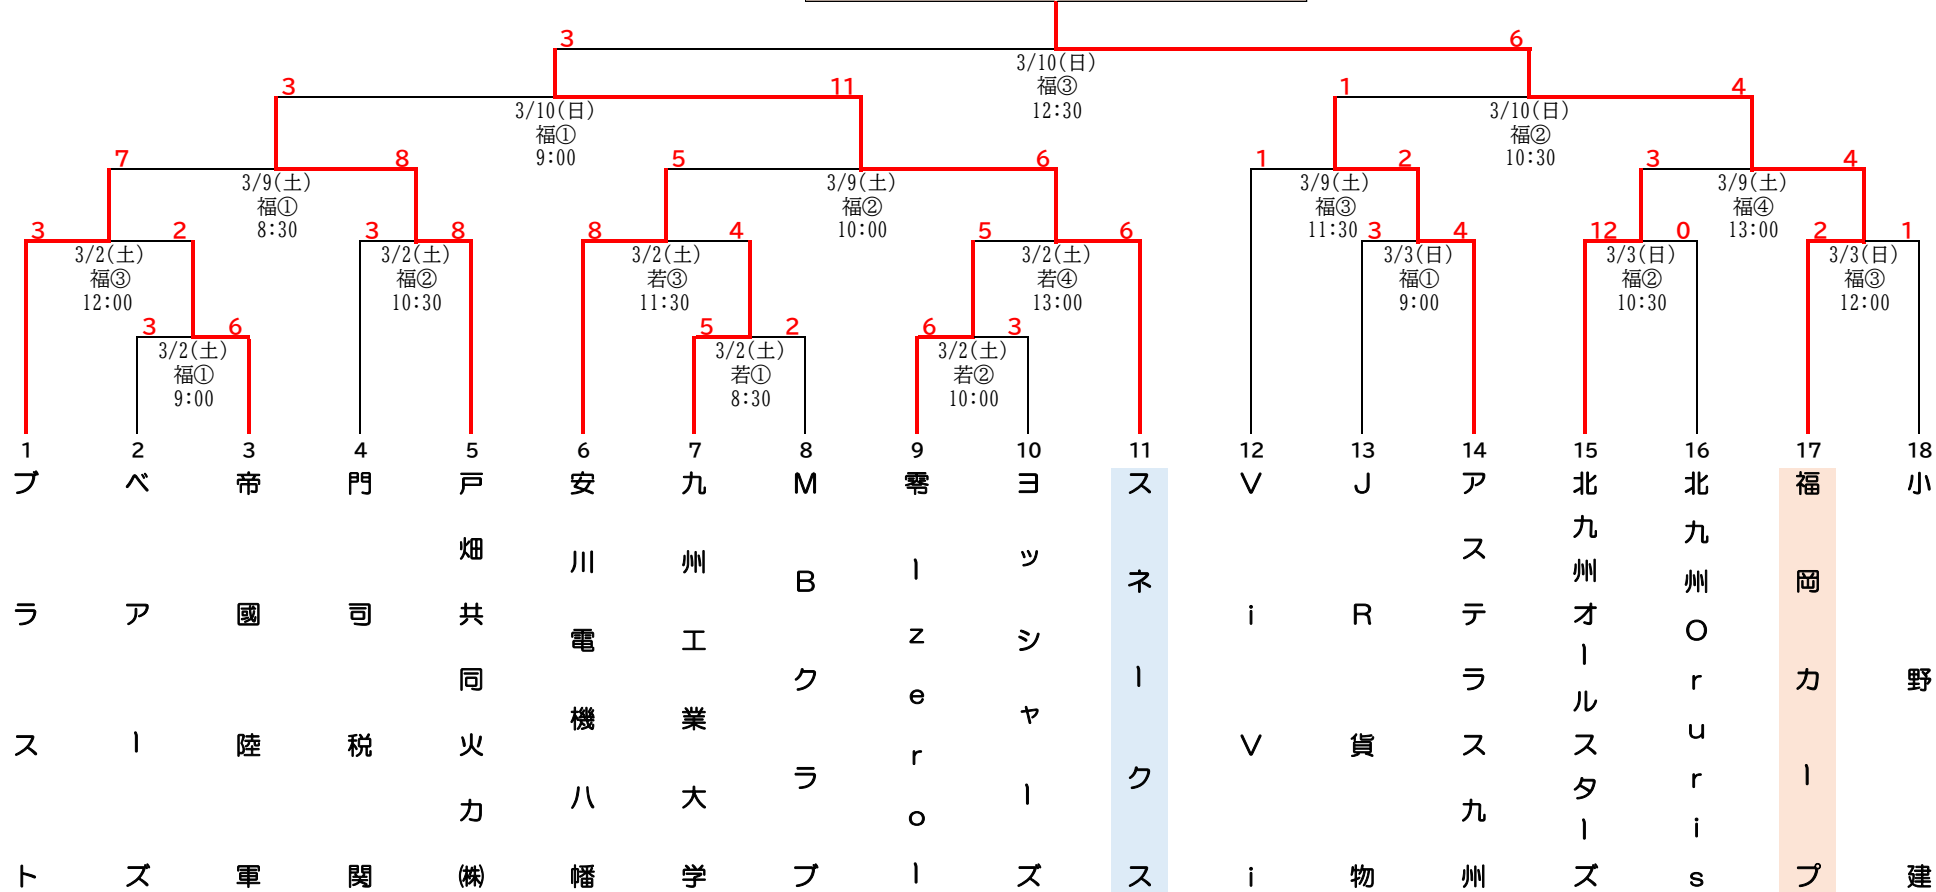 3 6
3/10(日)
福③
12:30
3 11 1 4
3/10(日) 3/10(日)
福① 福②
9:00 10:30
7 8 5 6 1 2 3 4
3/9(土) 3/9(土) 3/9(土) 3/9(土)
福① 福② 福③ 福④
8:30 10:00 11:30 13:00
3 2 3 8 8 4 5 6 3 4 12 0 2 1
3/2(土) 3/2(土) 3/2(土) 3/2(土) 3/3(日) 3/3(日) 3/3(日)
福③ 福② 若③ 若④ 福① 福② 福③
12:00 10:30 11:30 13:00 9:00 10:30 12:00
3 6 5 2 6 3
3/2(土) 3/2(土) 3/2(土)
福① 若① 若②
9:00 8:30 10:00
1 2 3 4 5 6 7 8 9 10 11 12 13 14 15 16 17 18
ブラスト
ベアーズ
帝國陸軍
門司税関
戸畑共同火力㈱
安川電機八幡
九州工業大学
MBクラブ
零ーzeroー
ヨッシャーズ
スネークス
ViVi
JR貨物
アステラス九州
北九州オールスターズ
北九州Oruris
福岡カープ
小野建